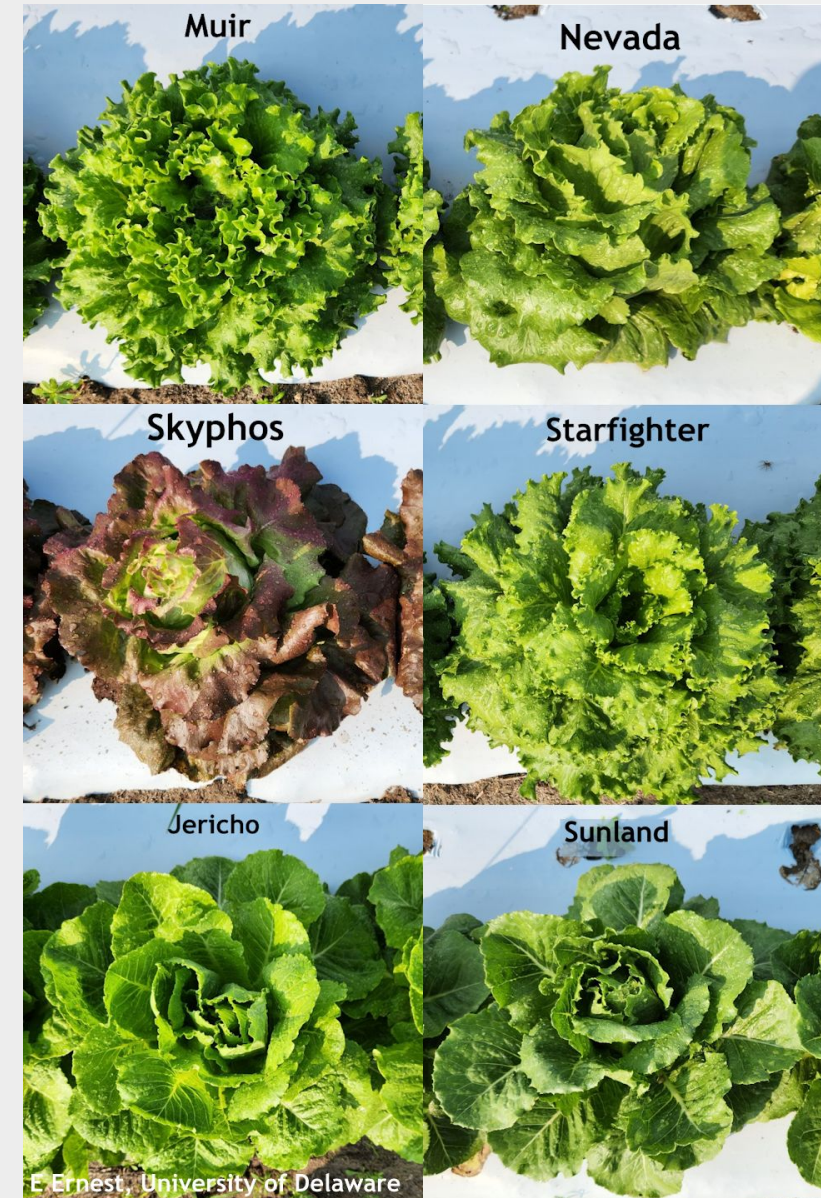 Muir
Nevada
Skyphos
Starfighter
Jericho
Sunland
E Ernest, University of Delaware